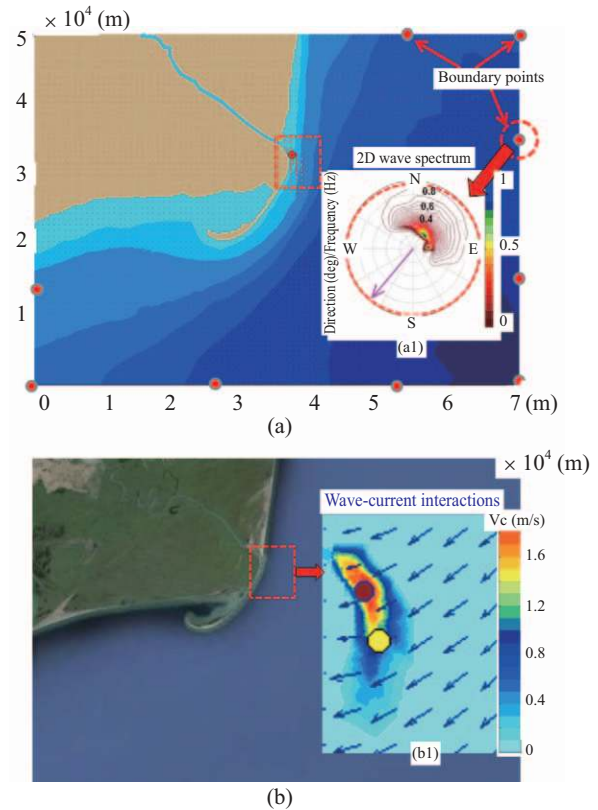 × 10⁴ (m)
5
4
3
2
1
Boundary points
2D wave spectrum
Direction (deg)/Frequency (Hz)
N
0.8
0.6
0.4
W
E
S
1
0.5
0
(a1)
0 1 2 3 4 5 6 7 (m)
(a)
× 10⁴ (m)
Wave-current interactions
Vc (m/s)
1.6
1.2
0.8
0.4
0
(b1)
(b)